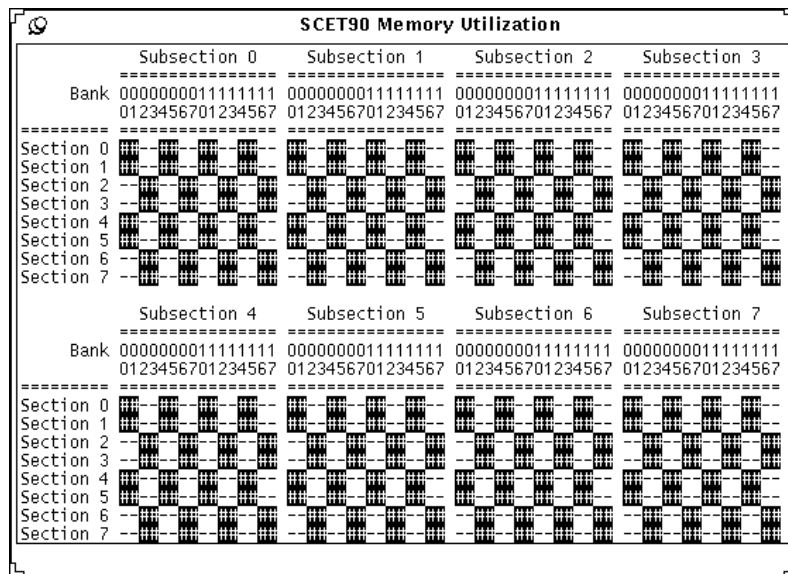 SCET90 Memory Utilization
Subsection 0 Subsection 1 Subsection 2 Subsection 3
================ ================ ================ ================
Bank 0000000011111111 0000000011111111 0000000011111111 0000000011111111
0123456701234567 0123456701234567 0123456701234567 0123456701234567
========= ================ ================ ================ ================
Section 0 -- -- -- -- -- -- -- -- -- -- -- -- -- -- -- --
Section 1 -- -- -- -- -- -- -- -- -- -- -- -- -- -- -- --
Section 2 -- -- -- -- -- -- -- -- -- -- -- -- -- -- -- --
Section 3 -- -- -- -- -- -- -- -- -- -- -- -- -- -- -- --
Section 4 -- -- -- -- -- -- -- -- -- -- -- -- -- -- -- --
Section 5 -- -- -- -- -- -- -- -- -- -- -- -- -- -- -- --
Section 6 -- -- -- -- -- -- -- -- -- -- -- -- -- -- -- --
Section 7 -- -- -- -- -- -- -- -- -- -- -- -- -- -- -- --
Subsection 4 Subsection 5 Subsection 6 Subsection 7
================ ================ ================ ================
Bank 0000000011111111 0000000011111111 0000000011111111 0000000011111111
0123456701234567 0123456701234567 0123456701234567 0123456701234567
========= ================ ================ ================ ================
Section 0 -- -- -- -- -- -- -- -- -- -- -- -- -- -- -- --
Section 1 -- -- -- -- -- -- -- -- -- -- -- -- -- -- -- --
Section 2 -- -- -- -- -- -- -- -- -- -- -- -- -- -- -- --
Section 3 -- -- -- -- -- -- -- -- -- -- -- -- -- -- -- --
Section 4 -- -- -- -- -- -- -- -- -- -- -- -- -- -- -- --
Section 5 -- -- -- -- -- -- -- -- -- -- -- -- -- -- -- --
Section 6 -- -- -- -- -- -- -- -- -- -- -- -- -- -- -- --
Section 7 -- -- -- -- -- -- -- -- -- -- -- -- -- -- -- --